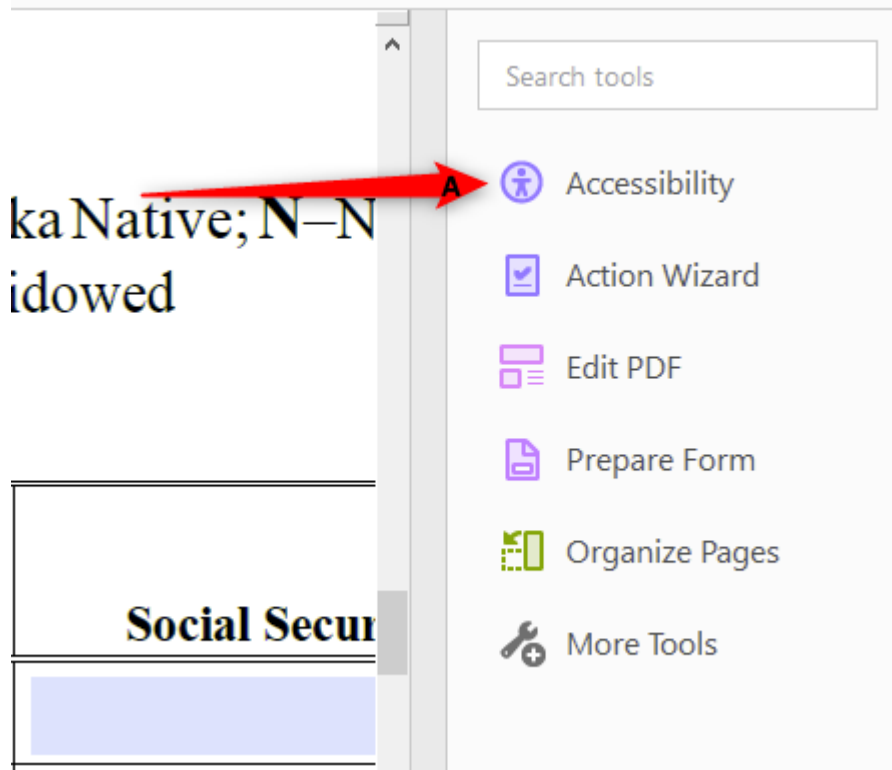 Search tools
A
Accessibility
ka Native; N–N
idowed
Action Wizard
Edit PDF
Prepare Form
Organize Pages
Social Secur
More Tools